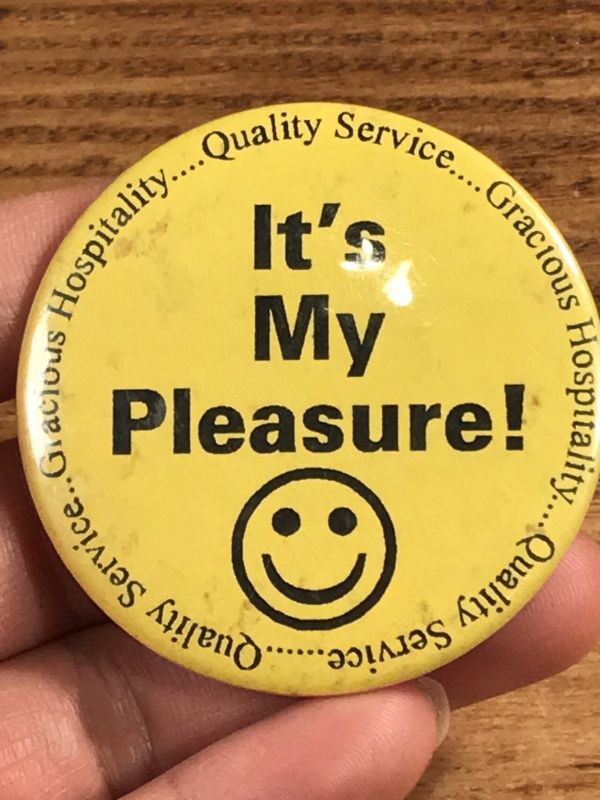 It's
My
Pleasure!
Quality Service....Gracious Hospitality....Quality Service.......Quality Service..Gracious Hospitality....